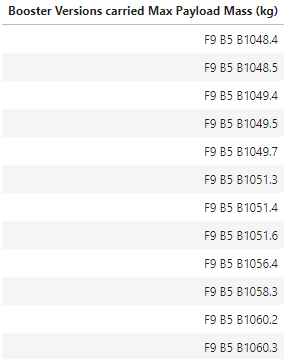 Booster Versions carried Max Payload Mass (kg)
F9 B5 B1048.4
F9 B5 B1048.5
F9 B5 B1049.4
F9 B5 B1049.5
F9 B5 B1049.7
F9 B5 B1051.3
F9 B5 B1051.4
F9 B5 B1051.6
F9 B5 B1056.4
F9 B5 B1058.3
F9 B5 B1060.2
F9 B5 B1060.3